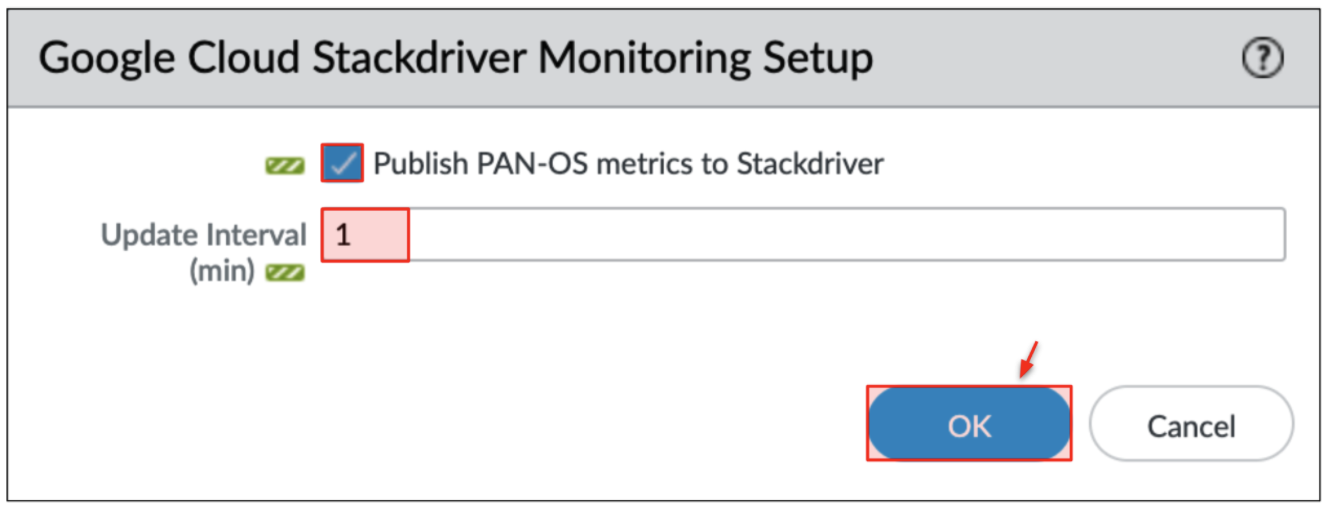 Google Cloud Stackdriver Monitoring Setup ?
Publish PAN-OS metrics to Stackdriver
Update Interval 1
(min)
OK Cancel